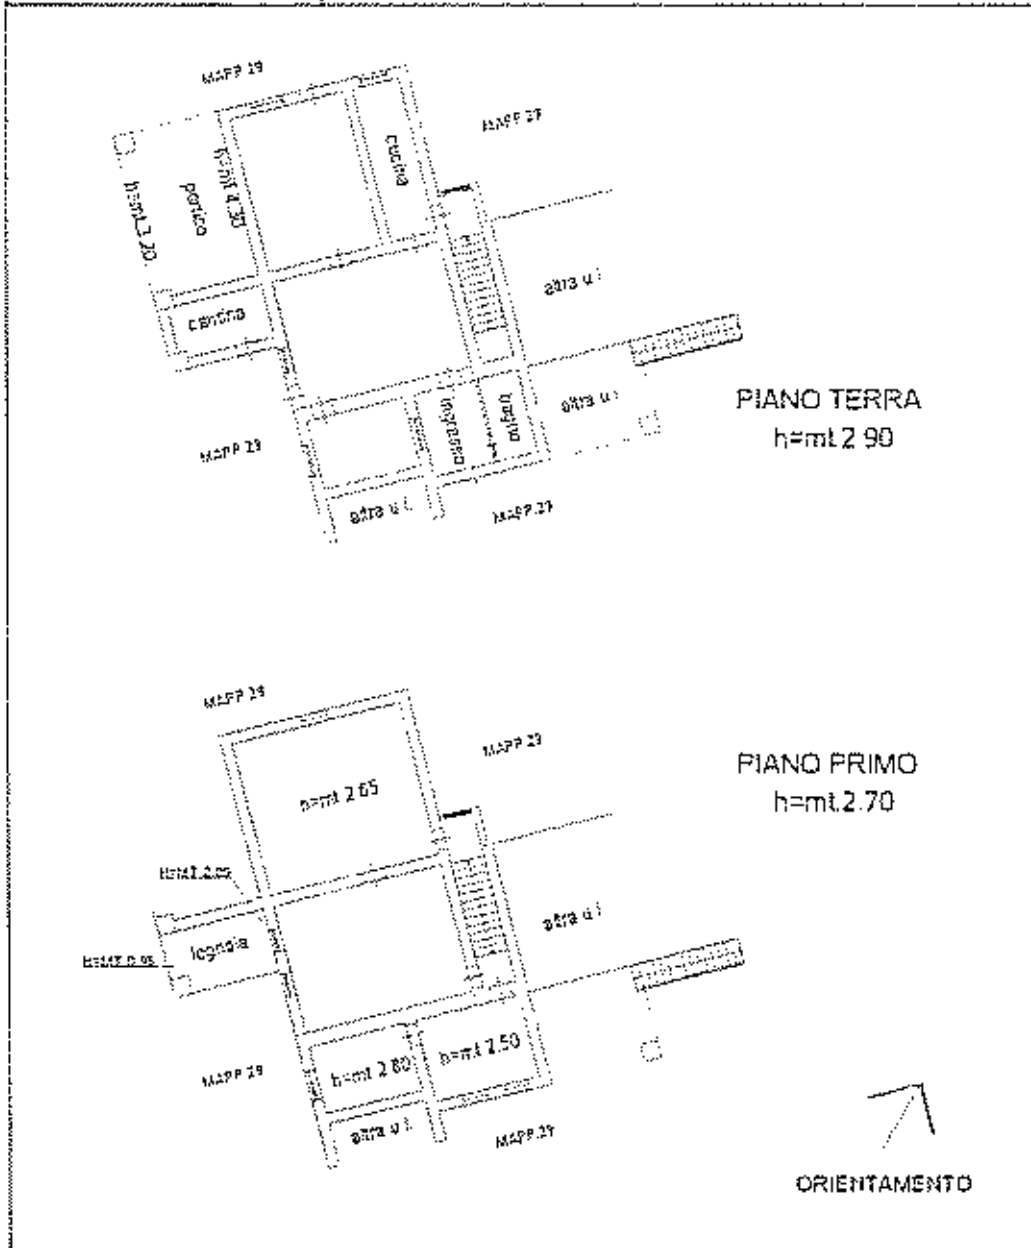 MAPP 29
MAPP 27
cucina
h=mt 4.30
portico
h=mt 3.20
cantina
altra u i
PIANO TERRA
h=mt 2.90
altra u i
bagno
MAPP 29
altra u i.
MAPP.29
MAPP 29
MAPP 29
PIANO PRIMO
h=mt.2.70
h=mt 2.65
legnaia
altra u i
h=mt 2.80
h=mt 2.50
MAPP 29
altra u i.
MAPP.29
ORIENTAMENTO